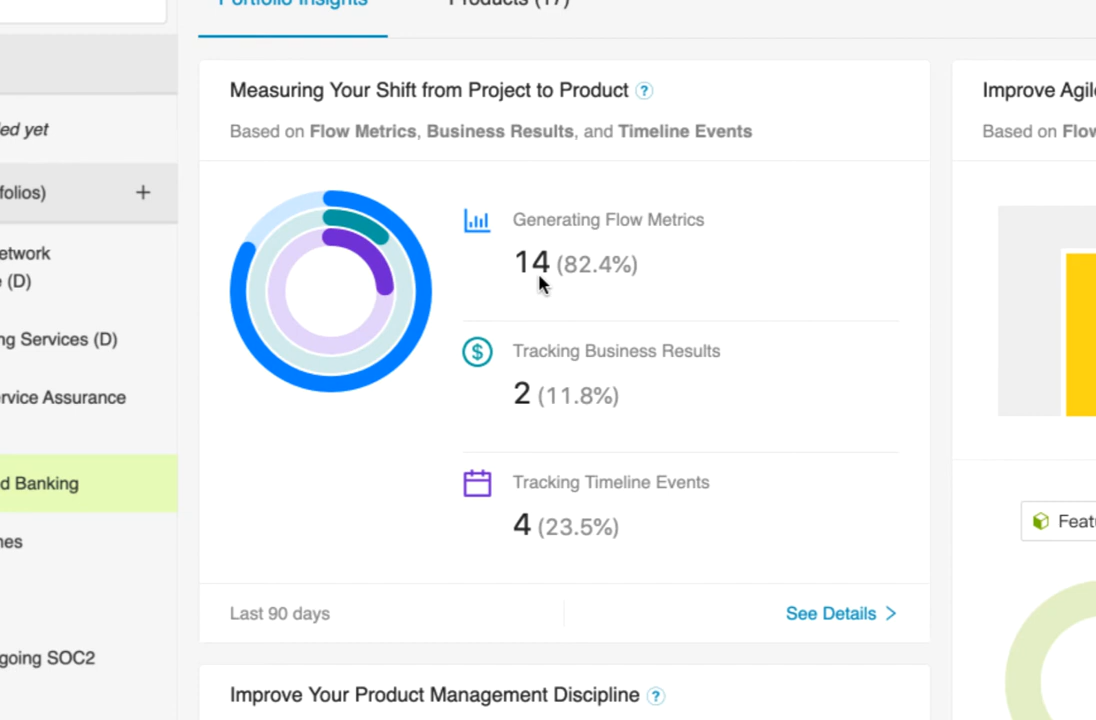 Portfolio Insights
Products (17)
Measuring Your Shift from Project to Product ?
Improve Agil
Based on Flow Metrics, Business Results, and Timeline Events
Based on Flow
ed yet
folios) +
etwork
e (D)
ng Services (D)
rvice Assurance
d Banking
nes
going SOC2
Generating Flow Metrics
14 (82.4%)
$ Tracking Business Results
2 (11.8%)
Tracking Timeline Events
4 (23.5%)
Feat
Last 90 days
See Details >
Improve Your Product Management Discipline ?